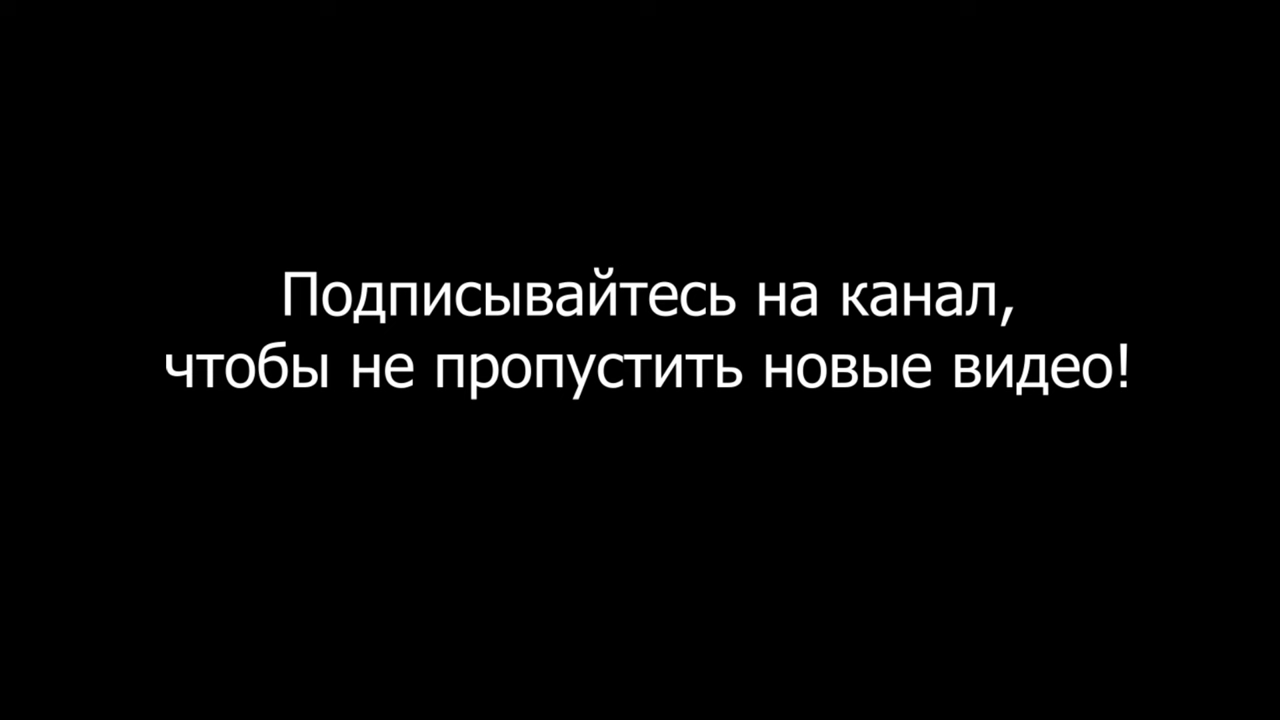 Подписывайтесь на канал,
чтобы не пропустить новые видео!